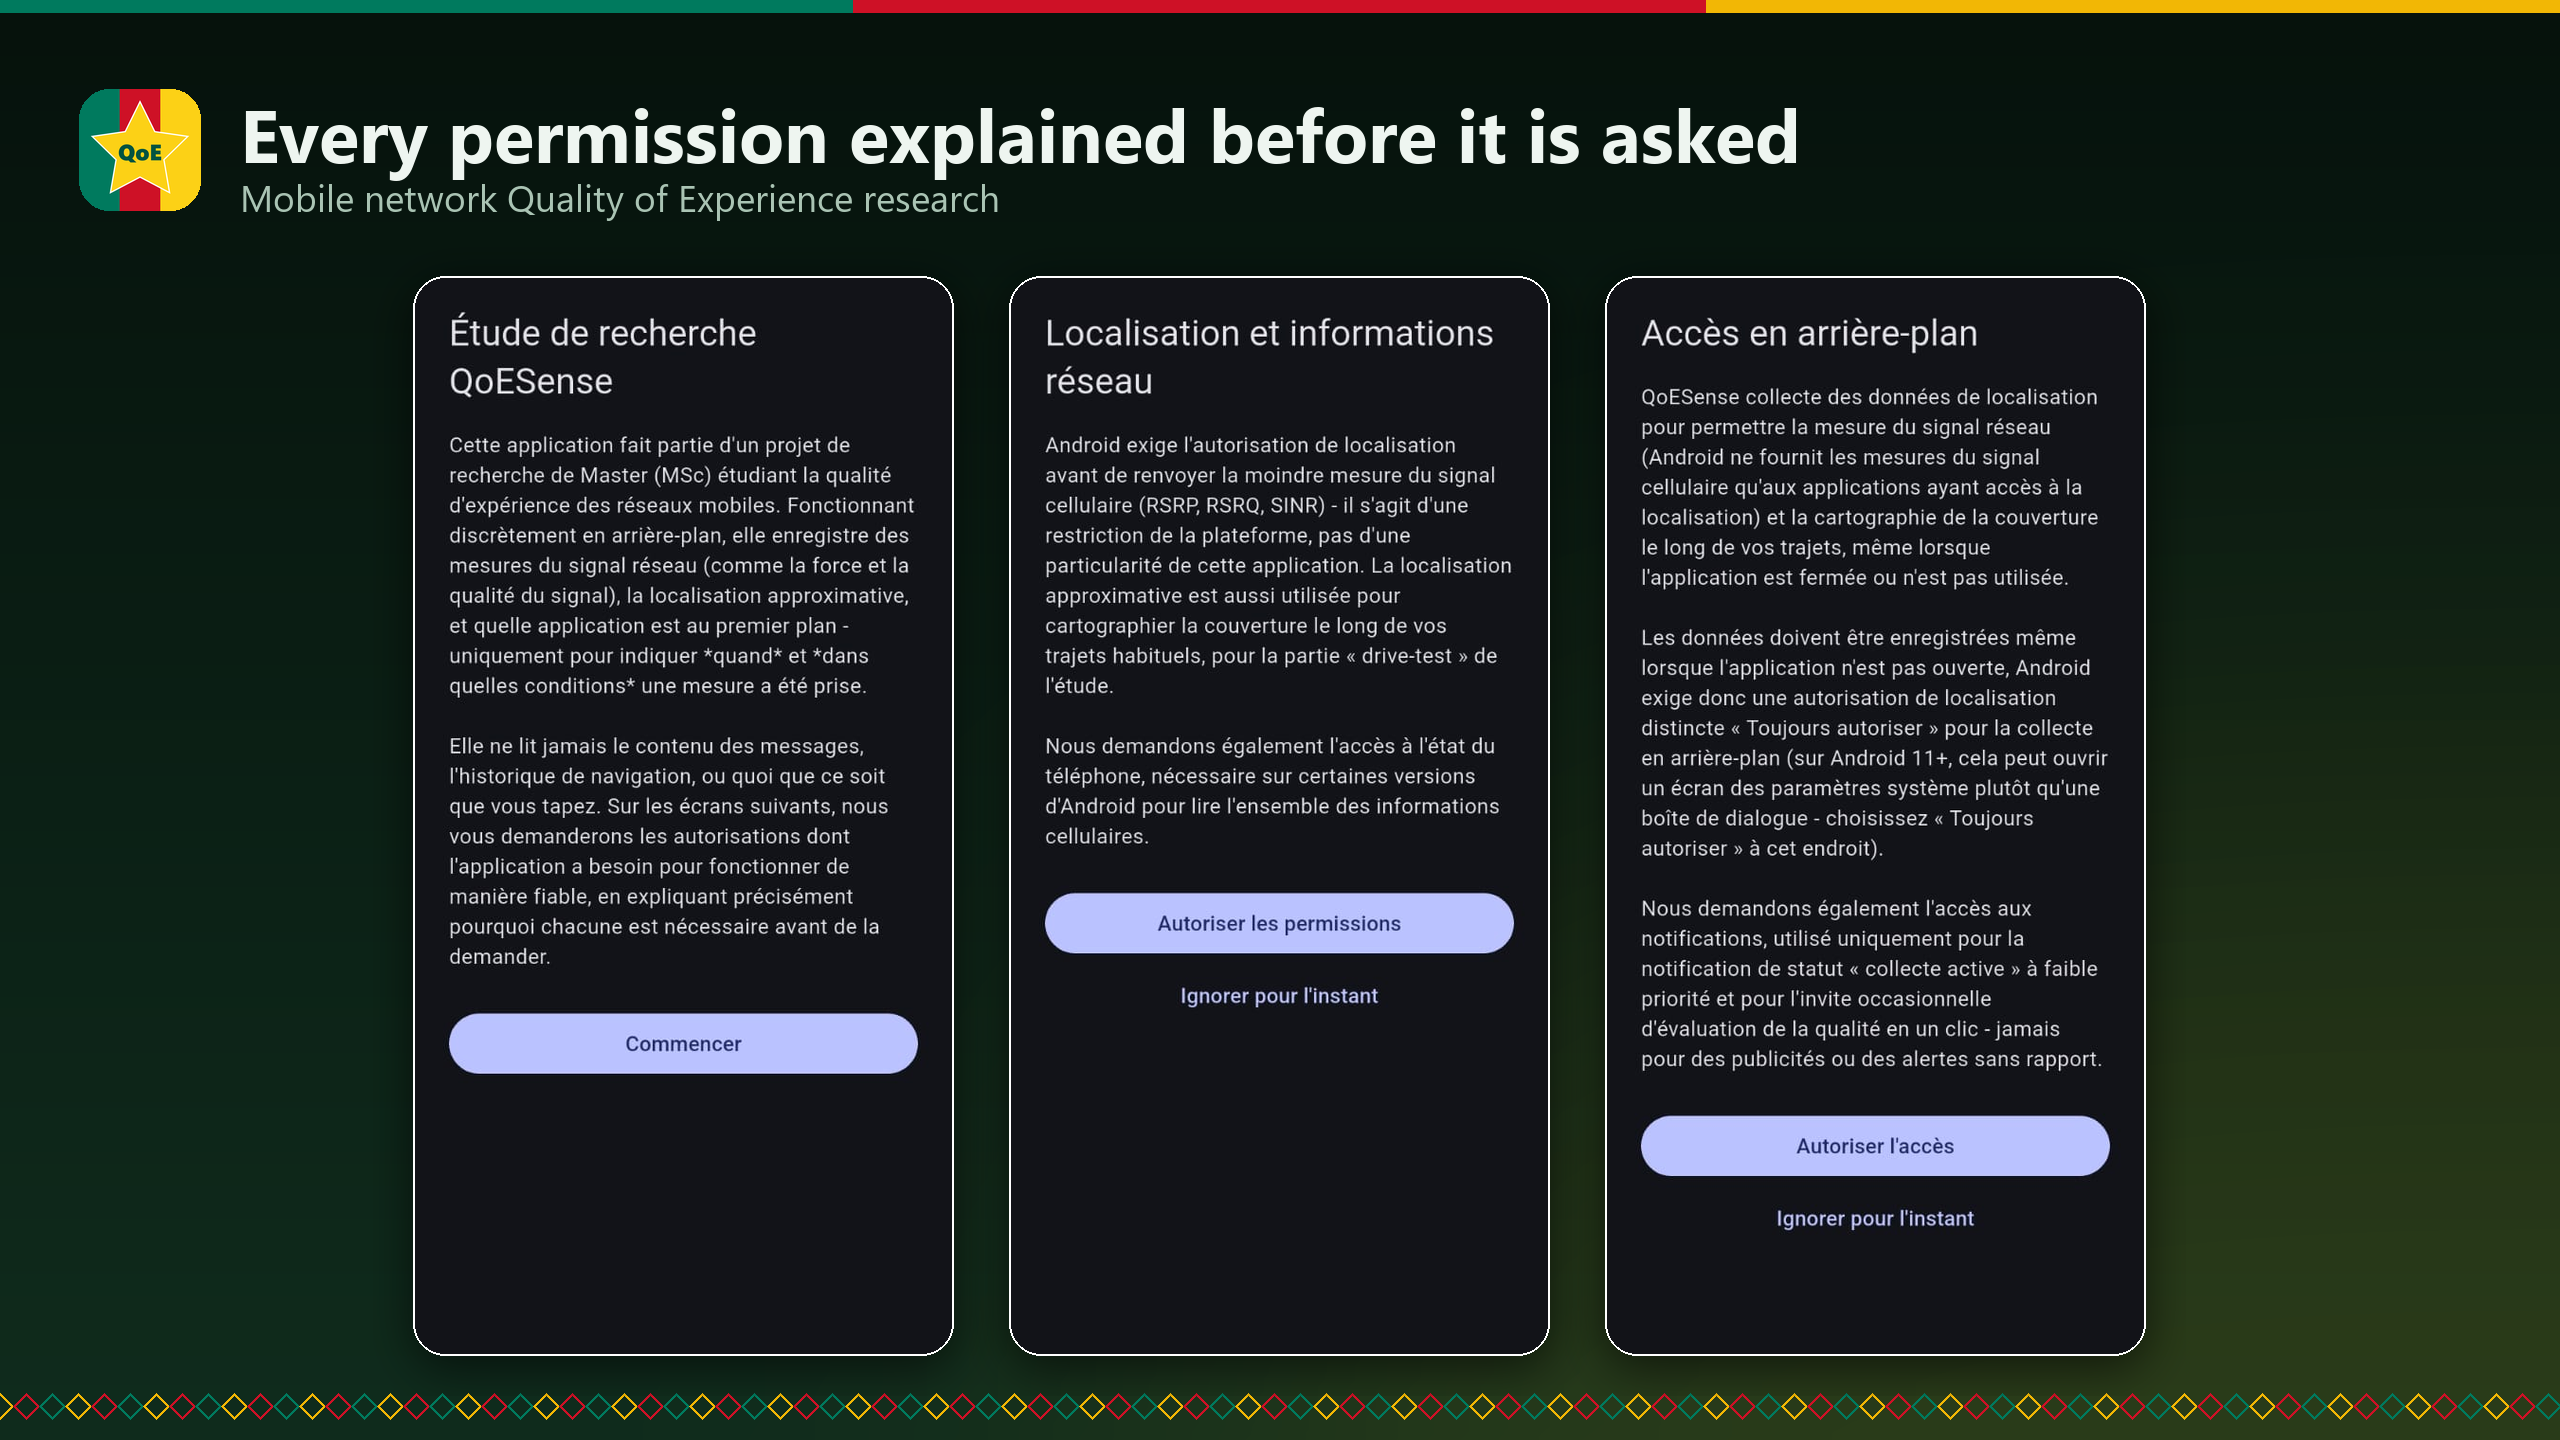 QoE
Every permission explained before it is asked
Mobile network Quality of Experience research
Étude de recherche
QoESense
Cette application fait partie d'un projet de
recherche de Master (MSc) étudiant la qualité
d'expérience des réseaux mobiles. Fonctionnant
discrètement en arrière-plan, elle enregistre des
mesures du signal réseau (comme la force et la
qualité du signal), la localisation approximative,
et quelle application est au premier plan -
uniquement pour indiquer *quand* et *dans
quelles conditions* une mesure a été prise.
Elle ne lit jamais le contenu des messages,
l'historique de navigation, ou quoi que ce soit
que vous tapez. Sur les écrans suivants, nous
vous demanderons les autorisations dont
l'application a besoin pour fonctionner de
manière fiable, en expliquant précisément
pourquoi chacune est nécessaire avant de la
demander.
Commencer
Localisation et informations
réseau
Android exige l'autorisation de localisation
avant de renvoyer la moindre mesure du signal
cellulaire (RSRP, RSRQ, SINR) - il s'agit d'une
restriction de la plateforme, pas d'une
particularité de cette application. La localisation
approximative est aussi utilisée pour
cartographier la couverture le long de vos
trajets habituels, pour la partie « drive-test » de
l'étude.
Nous demandons également l'accès à l'état du
téléphone, nécessaire sur certaines versions
d'Android pour lire l'ensemble des informations
cellulaires.
Autoriser les permissions
Ignorer pour l'instant
Accès en arrière-plan
QoESense collecte des données de localisation
pour permettre la mesure du signal réseau
(Android ne fournit les mesures du signal
cellulaire qu'aux applications ayant accès à la
localisation) et la cartographie de la couverture
le long de vos trajets, même lorsque
l'application est fermée ou n'est pas utilisée.
Les données doivent être enregistrées même
lorsque l'application n'est pas ouverte, Android
exige donc une autorisation de localisation
distincte « Toujours autoriser » pour la collecte
en arrière-plan (sur Android 11+, cela peut ouvrir
un écran des paramètres système plutôt qu'une
boîte de dialogue - choisissez « Toujours
autoriser » à cet endroit).
Nous demandons également l'accès aux
notifications, utilisé uniquement pour la
notification de statut « collecte active » à faible
priorité et pour l'invite occasionnelle
d'évaluation de la qualité en un clic - jamais
pour des publicités ou des alertes sans rapport.
Autoriser l'accès
Ignorer pour l'instant